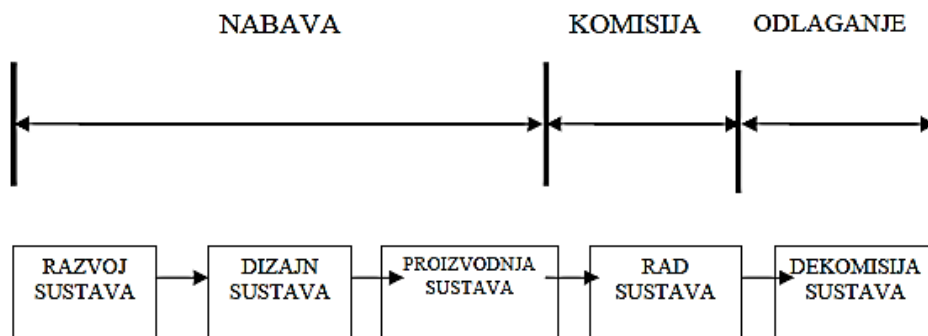 NABAVA
KOMISIJA
ODLAGANJE
RAZVOJ
SUSTAVA
DIZAJN
SUSTAVA
PROIZVODNJA
SUSTAVA
RAD
SUSTAVA
DEKOMISIJA
SUSTAVA